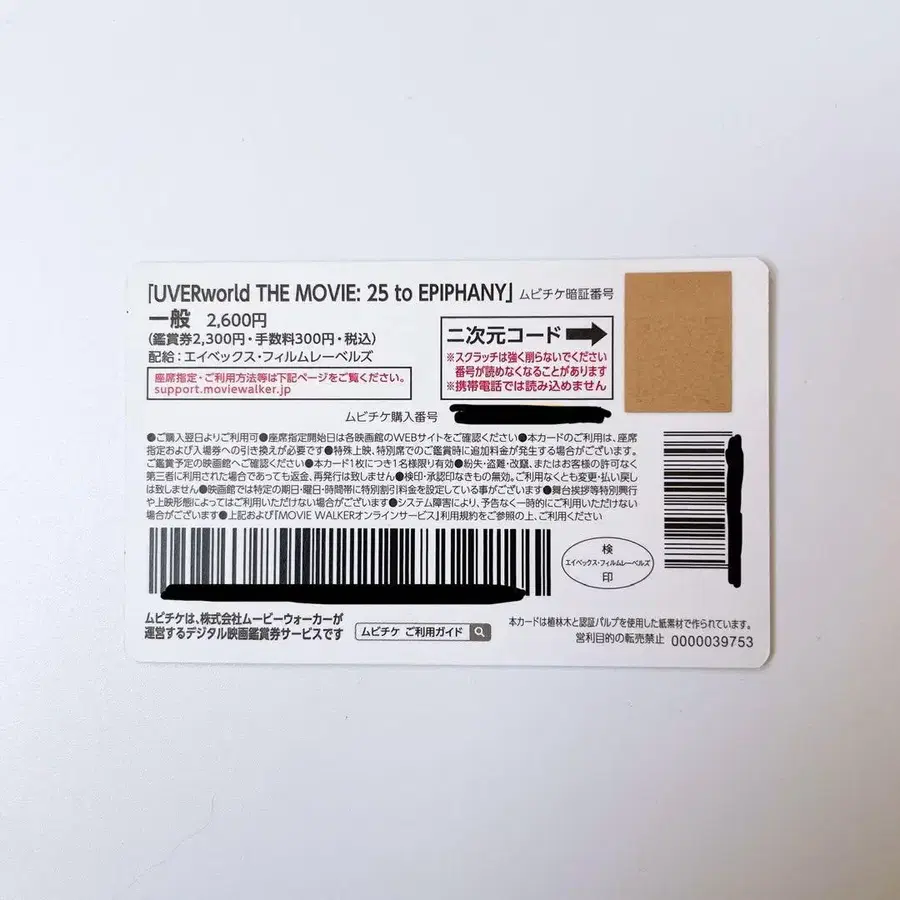 「UVERworld THE MOVIE: 25 to EPIPHANY」 ムビチケ暗証番号
一般 2,600円
(鑑賞券2,300円・手数料300円・税込)
配給:エイベックス・フィルムレーベルズ
二次元コード
※スクラッチは強く削らないでください
番号が読めなくなることがあります
※携帯電話では読み込めません
座席指定・ご利用方法等は下記ページをご覧ください。
support.moviewalker.jp
ムビチケ購入番号
●ご購入翌日よりご利用可●座席指定開始日は各映画館のWEBサイトをご確認ください●本カードのご利用は、座席
指定および入場券への引き換えが必要です●特殊上映、特別席でのご鑑賞時に追加料金が発生する場合がございます。
ご鑑賞予定の映画館へご確認ください●本カード1枚につき1名様限り有効●紛失・盗難・改竄、またはお客様の許可なく
第三者に利用された場合であっても返金、再発行は致しません●検印・承認印なきもの無効。ご利用なくとも変更・払い戻し
は致しません●映画館では特定の期日・曜日・時間帯に特別割引料金を設定している事がございます●舞台挨拶等特別興行
や上映形態によってはご利用いただけない場合がございます●システム障害により、予告なく一時的にご利用いただけない
場合がございます●上記および「MOVIE WALKERオンラインサービス」利用規約をご参照の上、ご利用ください
検
エイベックス・フィルムレーベルズ
印
ムビチケは、株式会社ムービーウォーカーが
運営するデジタル映画鑑賞券サービスです
ムビチケ ご利用ガイド
本カードは植林木と認証パルプを使用した紙素材で作られています。
営利目的の転売禁止 0000039753